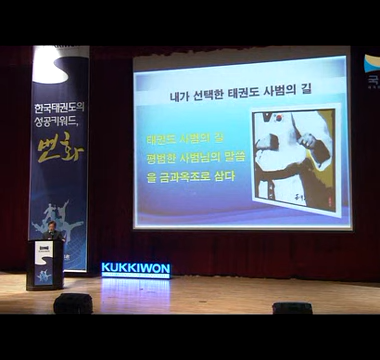 한국태권도의
성공키워드,
변화
내가 선택한 태권도 사범의 길
태권도 사범의 길
평범한 사범님의 말씀
을 금과옥조로 삼다
KUKKIWON
국